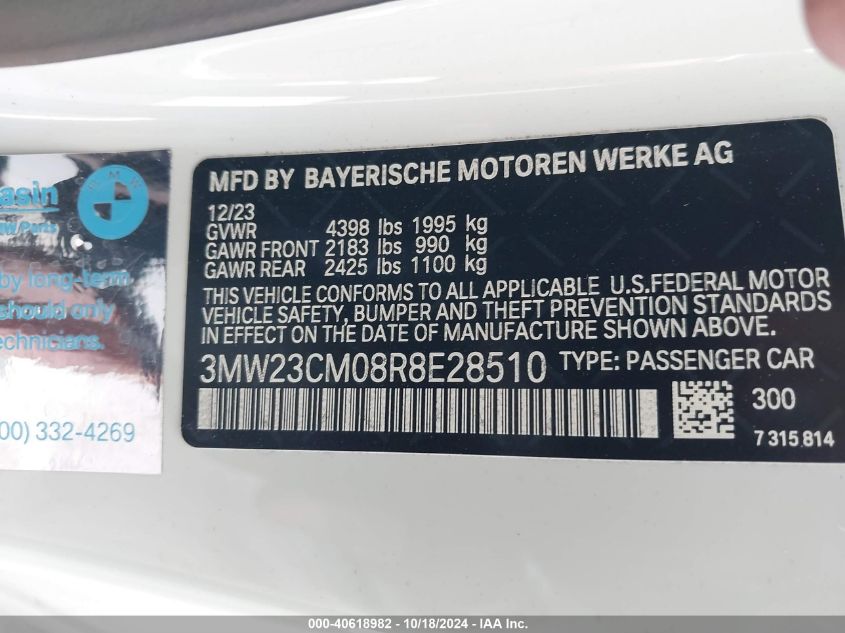 MFD BY BAYERISCHE MOTOREN WERKE AG
12/23
GVWR 4398 lbs 1995 kg
GAWR FRONT 2183 lbs 990 kg
GAWR REAR 2425 lbs 1100 kg
THIS VEHICLE CONFORMS TO ALL APPLICABLE U.S.FEDERAL MOTOR
VEHICLE SAFETY, BUMPER AND THEFT PREVENTION STANDARDS
IN EFFECT ON THE DATE OF MANUFACTURE SHOWN ABOVE.
3MW23CM08R8E28510 TYPE: PASSENGER CAR
300
7 315 814
asin
BMW
MW/Parts
by long-term
should only
echnicians.
00) 332-4269
000-40618982 - 10/18/2024 - IAA Inc.